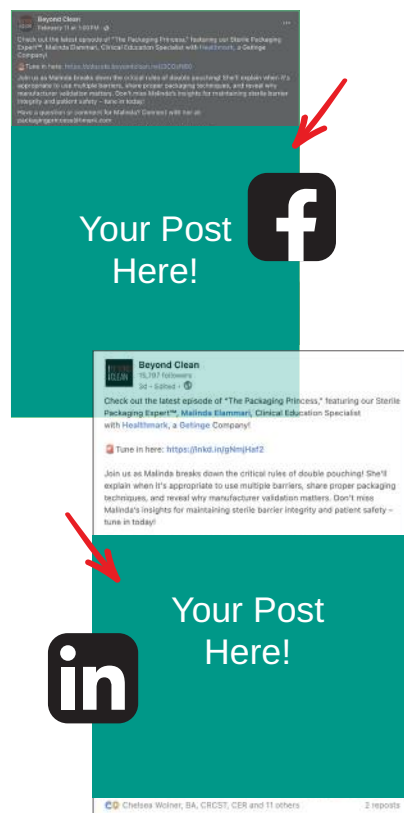 Beyond Clean
February 11 at 1:00 PM ·
Check out the latest episode of "The Packaging Princess," featuring our Sterile Packaging
Expert™, Malinda Elammari, Clinical Education Specialist with Healthmark, a Getinge
Company!
Tune in here:
Join us as Malinda breaks down the critical rules of double pouching! She'll explain when it's
appropriate to use multiple barriers, share proper packaging techniques, and reveal why
manufacturer validation matters. Don't miss Malinda's insights for maintaining sterile barrier
integrity and patient safety – tune in today!
Have a question or comment for Malinda? Connect with her at:
packagingprincess@hmark.com
Your Post
Here!
f
BEYOND
CLEAN
Beyond Clean
15,797 followers
3d • Edited •
Check out the latest episode of "The Packaging Princess," featuring our Sterile
Packaging Expert™, Malinda Elammari, Clinical Education Specialist
with Healthmark, a Getinge Company!
Tune in here: https://lnkd.in/gNmjHaf2
Join us as Malinda breaks down the critical rules of double pouching! She'll
explain when it's appropriate to use multiple barriers, share proper packaging
techniques, and reveal why manufacturer validation matters. Don't miss
Malinda's insights for maintaining sterile barrier integrity and patient safety –
tune in today!
Your Post
Here!
in
Chelsea Wolner, BA, CRCST, CER and 11 others
2 reposts